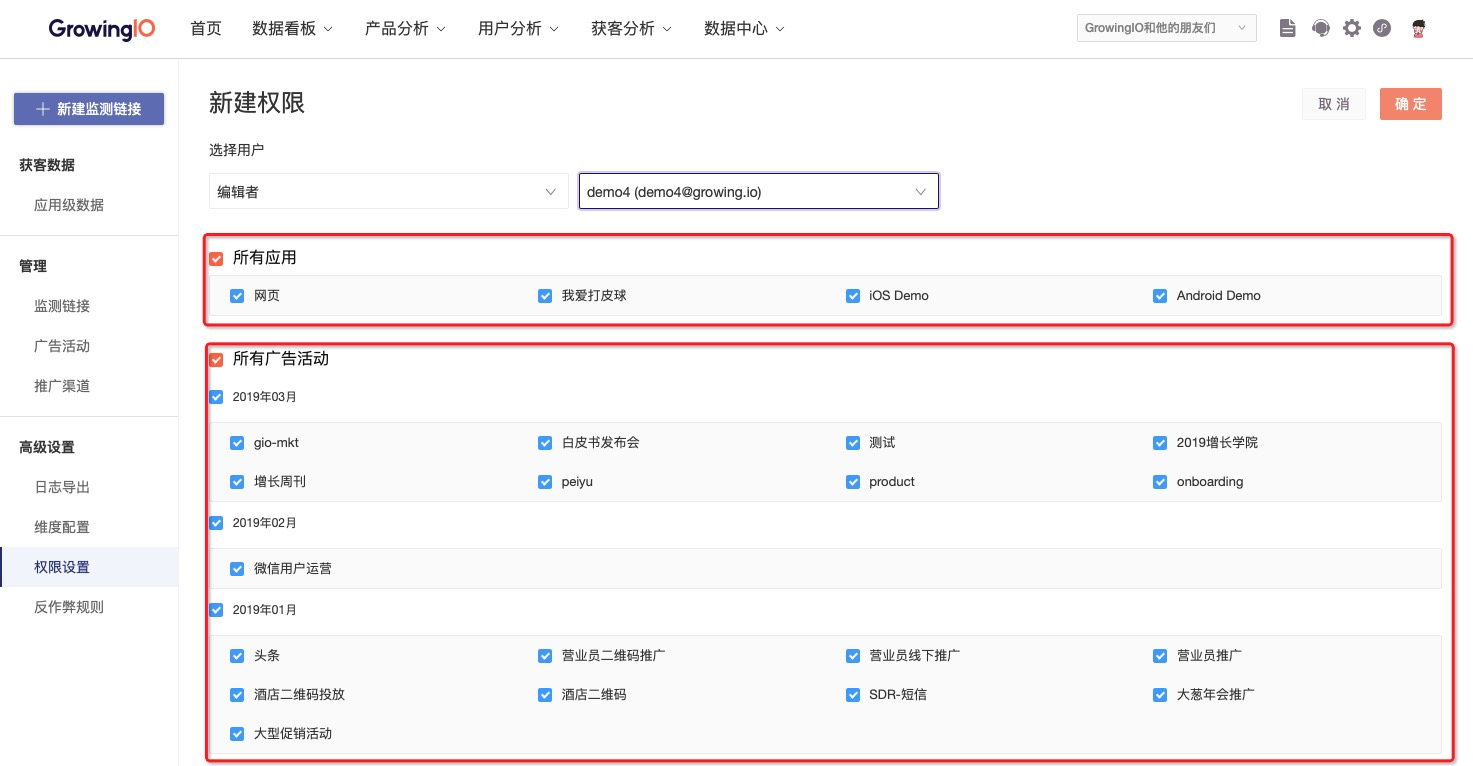 GrowingIO 首页 数据看板 产品分析 用户分析 获客分析 数据中心 GrowingIO和他的朋友们
新建监测链接
获客数据
应用级数据
管理
监测链接
广告活动
推广渠道
高级设置
日志导出
维度配置
权限设置
反作弊规则
新建权限 取 消 确 定
选择用户
编辑者 demo4 (demo4@growing.io)
所有应用
网页 我爱打皮球 iOS Demo Android Demo
所有广告活动
2019年03月
gio-mkt 白皮书发布会 测试 2019增长学院
增长周刊 peiyu product onboarding
2019年02月
微信用户运营
2019年01月
头条 营业员二维码推广 营业员线下推广 营业员推广
酒店二维码投放 酒店二维码 SDR-短信 大葱年会推广
大型促销活动